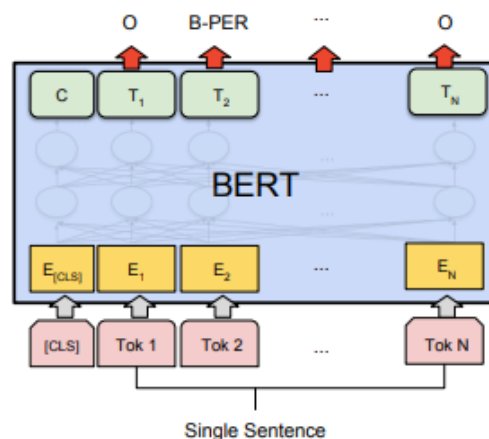 O B-PER ... O
C T1 T2 ... TN
...
BERT
...
E[CLS] E1 E2 ... EN
[CLS] Tok 1 Tok 2 ... Tok N
Single Sentence